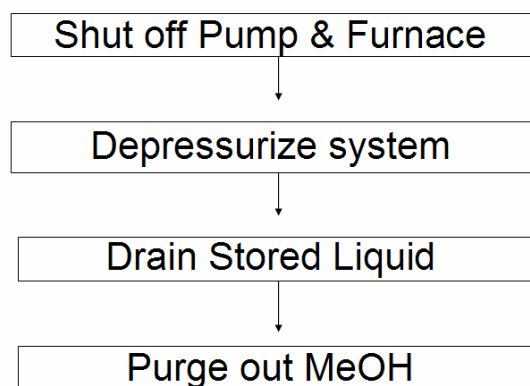 Shut off Pump & Furnace
Depressurize system
Drain Stored Liquid
Purge out MeOH